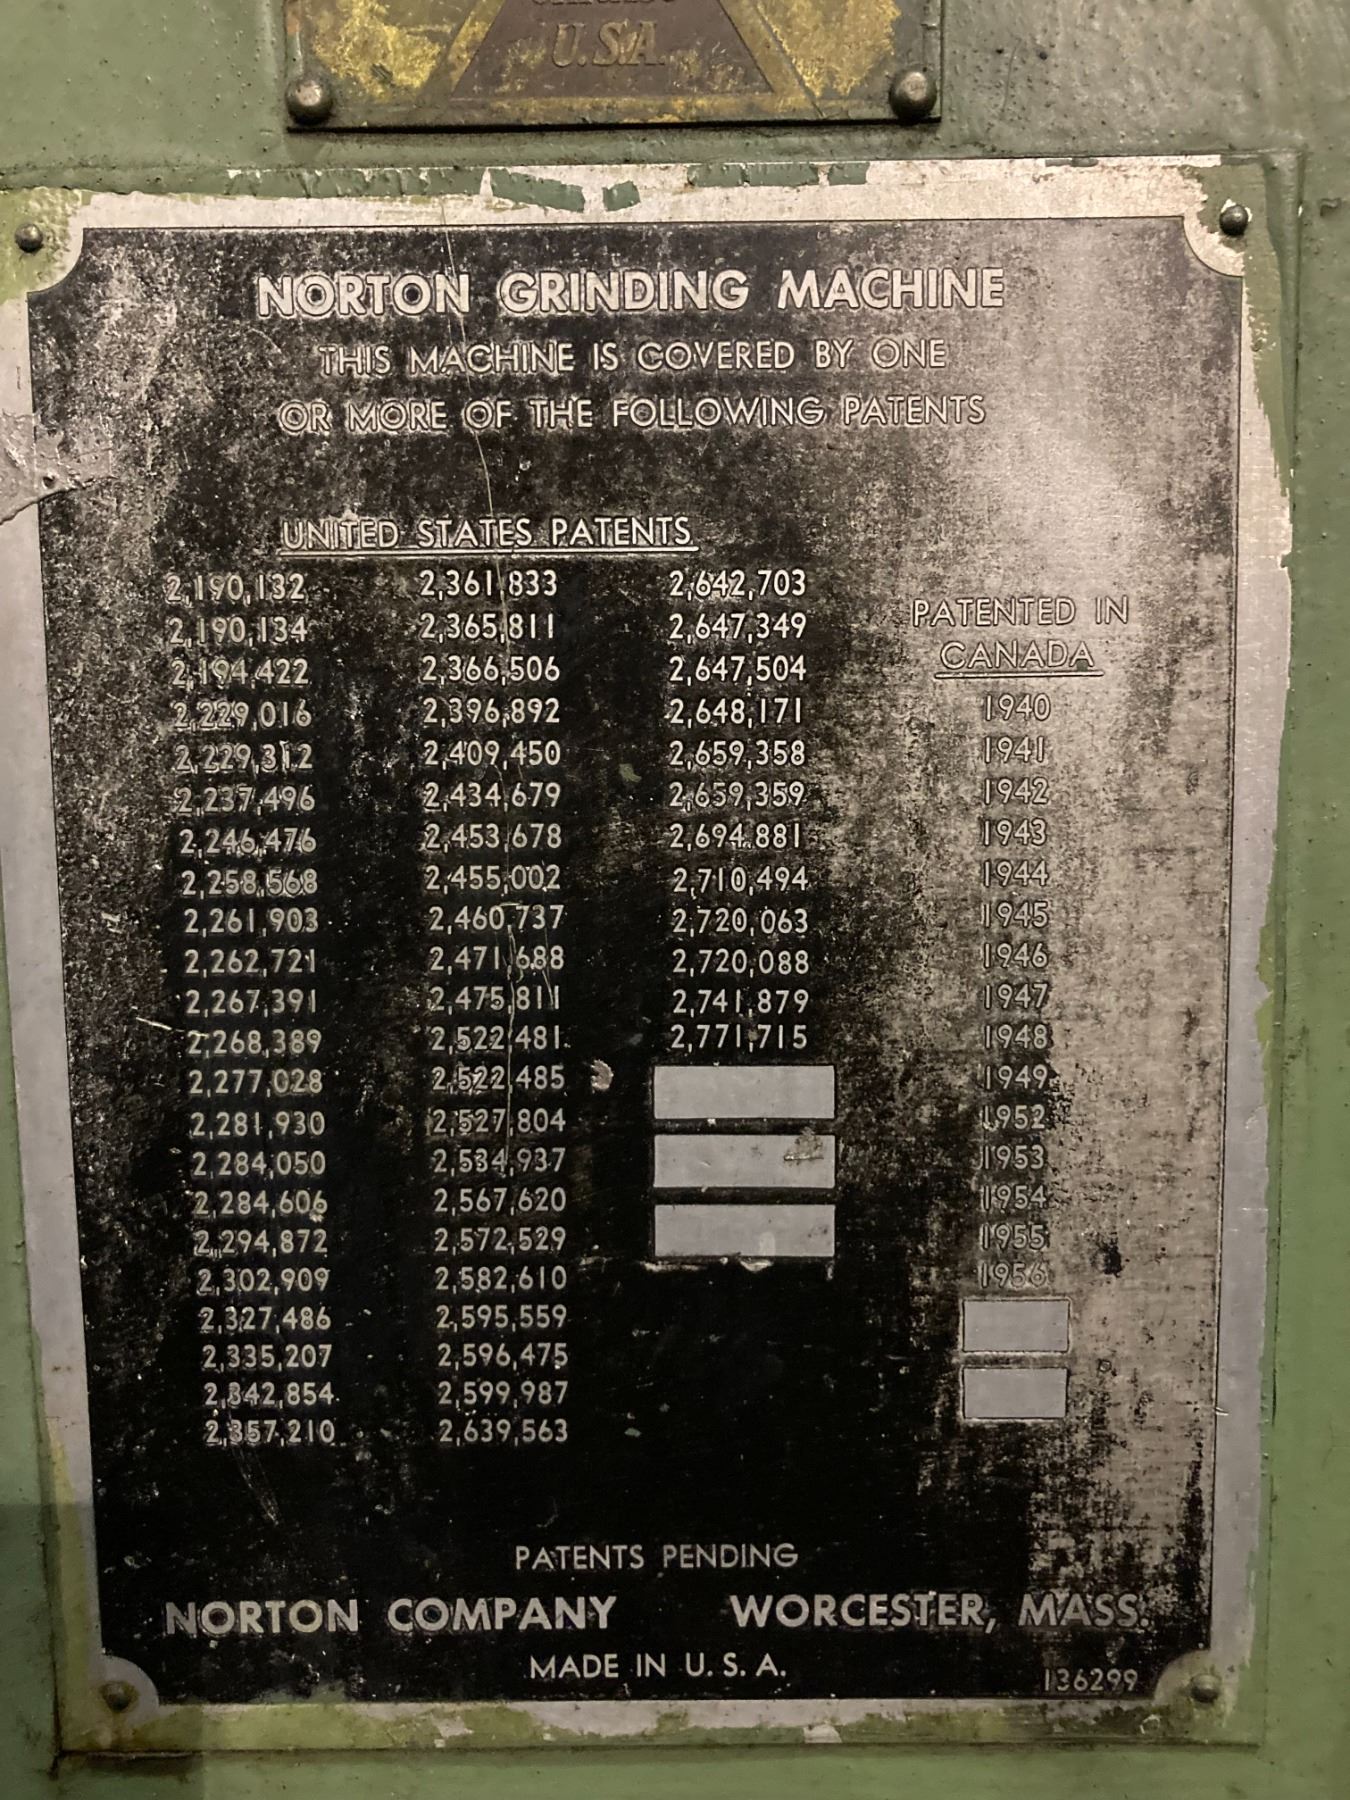 U.S.A.
NORTON GRINDING MACHINE
THIS MACHINE IS COVERED BY ONE
OR MORE OF THE FOLLOWING PATENTS
UNITED STATES PATENTS
2,190,132 2,361,833 2,642,703
2,190,134 2,365,811 2,647,349
2,194,422 2,366,506 2,647,504
2,229,016 2,396,892 2,648,171
2,229,312 2,409,450 2,659,358
2,237,496 2,434,679 2,659,359
2,246,476 2,453,678 2,694,881
2,258,568 2,455,002 2,710,494
2,261,903 2,460,737 2,720,063
2,262,721 2,471,688 2,720,088
2,267,391 2,475,811 2,741,879
2,268,389 2,522,481 2,771,715
2,277,028 2,522,485
2,281,930 2,527,804
2,284,050 2,534,937
2,284,606 2,567,620
2,294,872 2,572,529
2,302,909 2,582,610
2,327,486 2,595,559
2,335,207 2,596,475
2,342,854 2,599,987
2,357,210 2,639,563
PATENTED IN
CANADA
1940
1941
1942
1943
1944
1945
1946
1947
1948
1949
1952
1953
1954
1955
1956
PATENTS PENDING
NORTON COMPANY WORCESTER, MASS.
MADE IN U. S. A.
136299